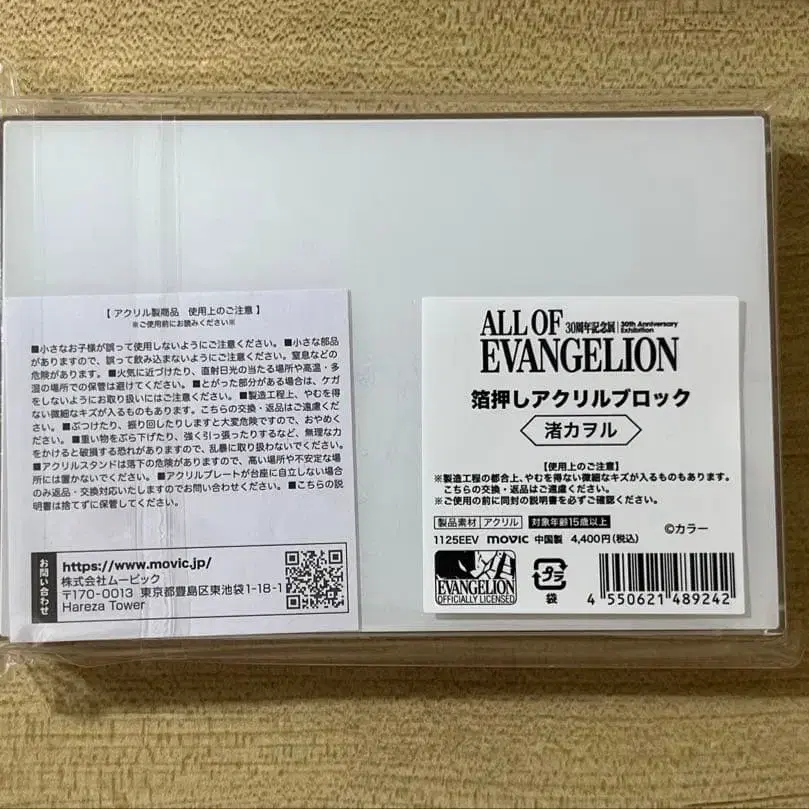 【 アクリル製商品　使用上のご注意 】
※ご使用前にお読みください※
■小さなお子様が誤って使用しないようにご注意ください。■小さな部品
がありますので、誤って飲み込まないようにご注意ください。窒息などの
危険があります。■火気に近づけたり、直射日光の当たる場所や高温・多
湿の場所での保管は避けてください。■とがった部分がある場合は、ケガ
をしないようにお取り扱いにはご注意ください。■製造工程上、やむを得
ない微細なキズが入るものもあります。こちらの交換・返品はご遠慮くだ
さい。■ぶつけたり、振り回したりしますと大変危険ですので、おやめく
ださい。■重い物をぶら下げたり、強く引っ張ったりするなど、無理な力
をかけると破損する恐れがありますので、乱暴に取り扱わないでください。
■アクリルスタンドは落下の危険がありますので、高い場所や不安定な場
所には置かないでください。■アクリルプレートが台座に自立しない場合
のみ返品・交換対応いたしますのでお問い合わせください。■こちらの説
明書は捨てずに保管してください。
お問い合わせ
https://www.movic.jp/
株式会社ムービック
〒170-0013 東京都豊島区東池袋1-18-1
Hareza Tower
ALL OF 30周年記念展 30th Anniversary Exhibition
EVANGELION
箔押しアクリルブロック
渚カヲル
【使用上のご注意】
※製造工程の都合上、やむを得ない微細なキズが入るものもあります。
こちらの交換・返品はご遠慮ください。
※ご使用の前に同封の説明書を必ずご確認ください。
製品素材 アクリル 対象年齢15歳以上
©カラー
1125EEV movic 中国製 4,400円(税込)
EVANGELION
OFFICIALLY LICENSED
プラ
袋
4 550621 489242